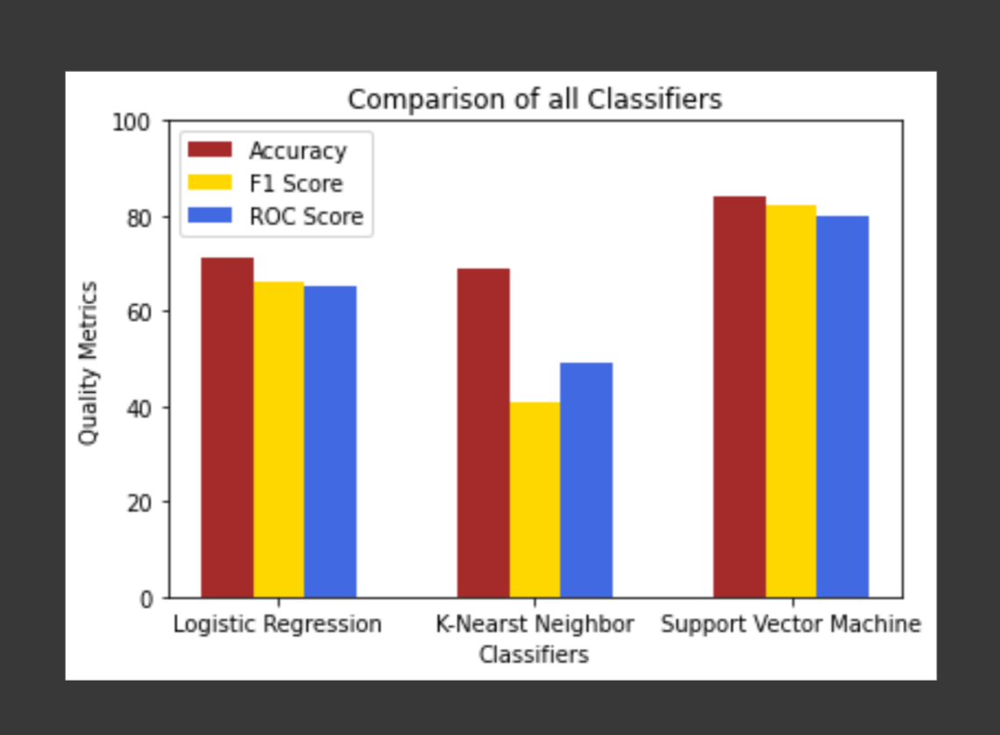 Comparison of all Classifiers
100
80
60
40
20
0
Quality Metrics
Accuracy
F1 Score
ROC Score
Logistic Regression
K-Nearst Neighbor
Support Vector Machine
Classifiers